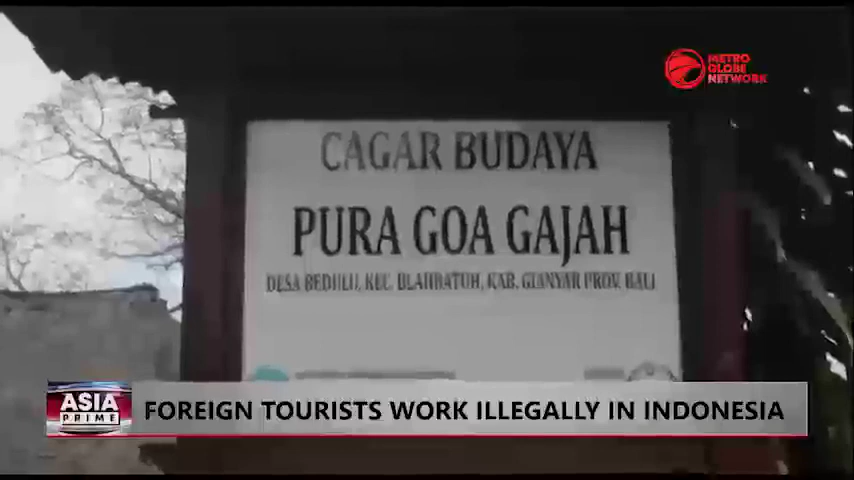 METRO
GLOBE
NETWORK
CAGAR BUDAYA
PURA GOA GAJAH
DESA BEDULU, KEC. BLAHBATUH, KAB. GIANYAR PROV. BALI
ASIA
PRIME
FOREIGN TOURISTS WORK ILLEGALLY IN INDONESIA